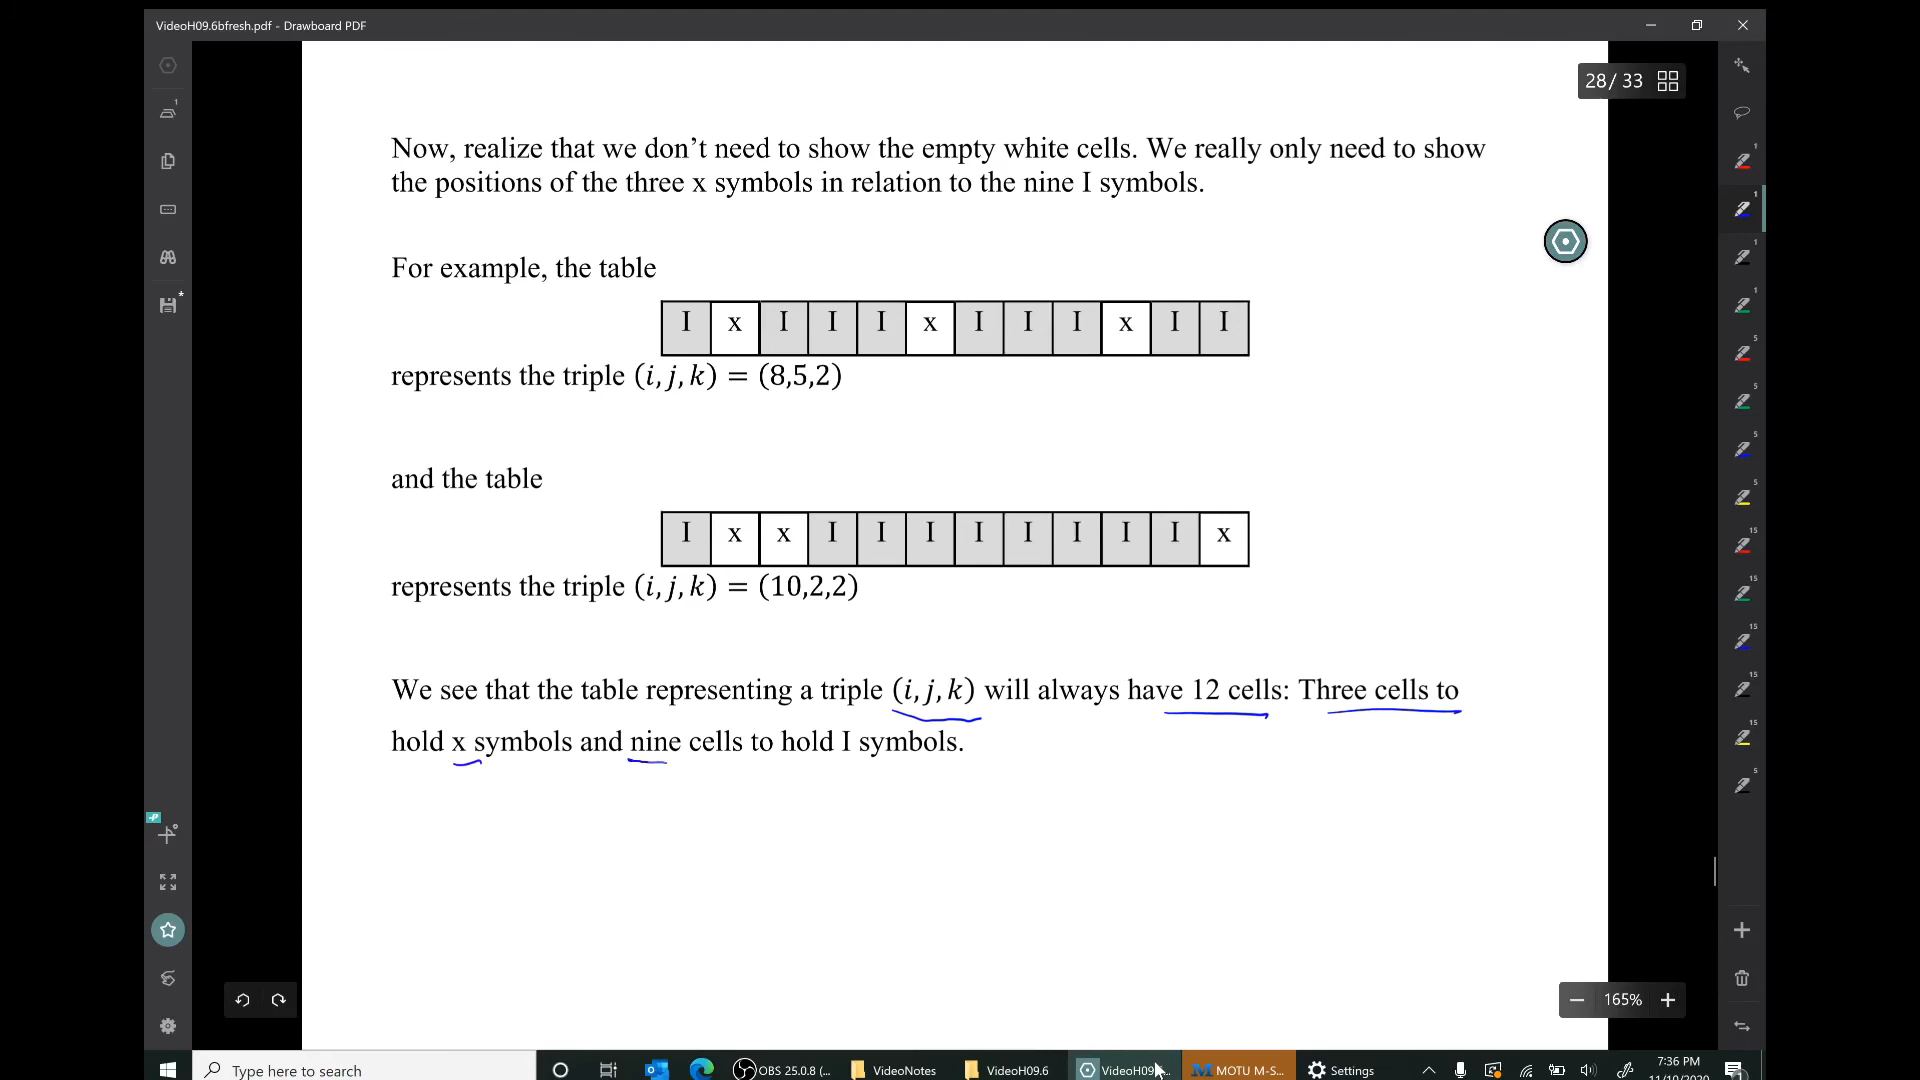 VideoH09.6bfresh.pdf - Drawboard PDF
28/ 33
Now, realize that we don’t need to show the empty white cells. We really only need to show
the positions of the three x symbols in relation to the nine I symbols.
For example, the table
I x I I I x I I I x I I
represents the triple (i, j, k) = (8,5,2)
and the table
I x x I I I I I I I I x
represents the triple (i, j, k) = (10,2,2)
We see that the table representing a triple (i, j, k) will always have 12 cells: Three cells to
hold x symbols and nine cells to hold I symbols.
165%
Type here to search
OBS 25.0.8 (...
VideoNotes
VideoH09.6
VideoH09....
MOTU M-S...
Settings
7:36 PM
11/10/2020